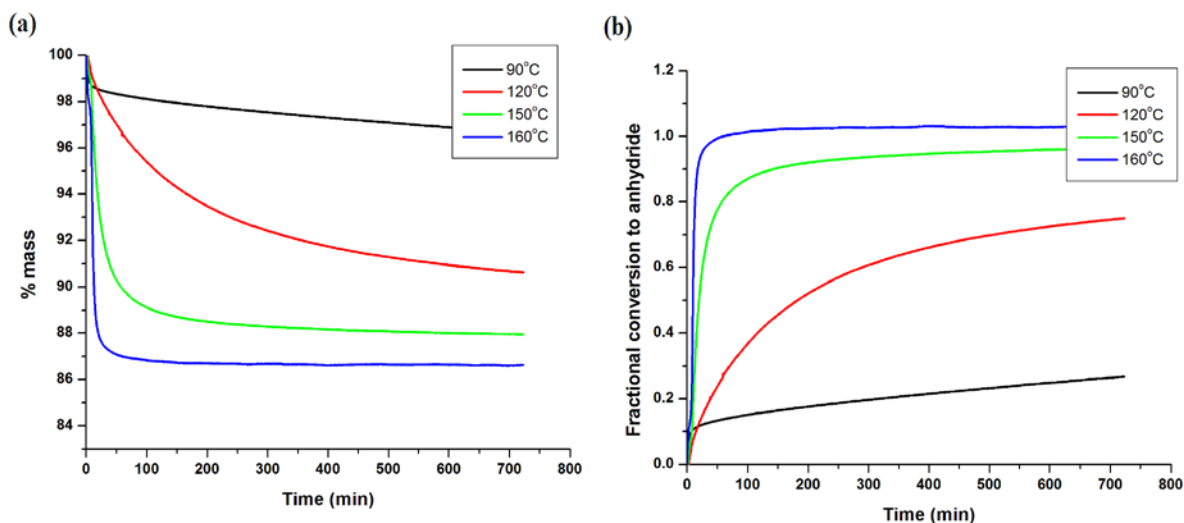 (a)
100
98
96
94
92
90
88
86
84
% mass
0 100 200 300 400 500 600 700 800
Time (min)
90°C
120°C
150°C
160°C
(b)
1.2
1.0
0.8
0.6
0.4
0.2
0.0
Fractional conversion to anhydride
0 100 200 300 400 500 600 700 800
Time (min)
90°C
120°C
150°C
160°C